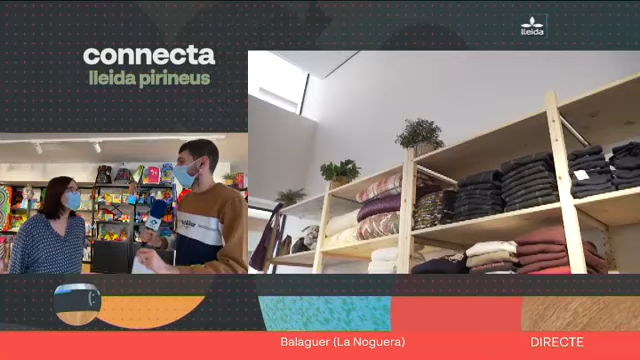 lleida
connecta
lleida pirineus
Balaguer (La Noguera)
DIRECTE